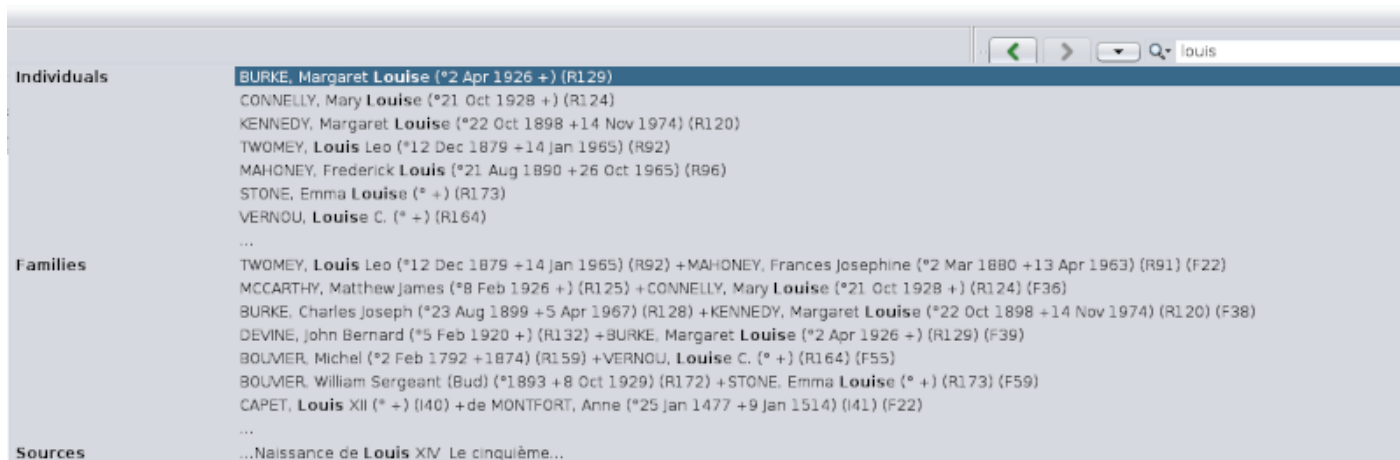 louis
Individuals
BURKE, Margaret Louise (°2 Apr 1926 +) (R129)
CONNELLY, Mary Louise (°21 Oct 1928 +) (R124)
KENNEDY, Margaret Louise (°22 Oct 1898 +14 Nov 1974) (R120)
TWOMEY, Louis Leo (°12 Dec 1879 +14 Jan 1965) (R92)
MAHONEY, Frederick Louis (°21 Aug 1890 +26 Oct 1965) (R96)
STONE, Emma Louise (° +) (R173)
VERNOU, Louise C. (° +) (R164)
...
Families
TWOMEY, Louis Leo (°12 Dec 1879 +14 Jan 1965) (R92) +MAHONEY, Frances Josephine (°2 Mar 1880 +13 Apr 1963) (R91) (F22)
MCCARTHY, Matthew James (°8 Feb 1926 +) (R125) +CONNELLY, Mary Louise (°21 Oct 1928 +) (R124) (F36)
BURKE, Charles Joseph (°23 Aug 1899 +5 Apr 1967) (R128) +KENNEDY, Margaret Louise (°22 Oct 1898 +14 Nov 1974) (R120) (F38)
DEVINE, John Bernard (°5 Feb 1920 +) (R132) +BURKE, Margaret Louise (°2 Apr 1926 +) (R129) (F39)
BOUVIER, Michel (°2 Feb 1792 +1874) (R159) +VERNOU, Louise C. (° +) (R164) (F55)
BOUVIER, William Sergeant (Bud) (°1893 +8 Oct 1929) (R172) +STONE, Emma Louise (° +) (R173) (F59)
CAPET, Louis XII (° +) (I40) +de MONTFORT, Anne (°25 Jan 1477 +9 Jan 1514) (I41) (F22)
...
Sources
...Naissance de Louis XIV Le cinquième...